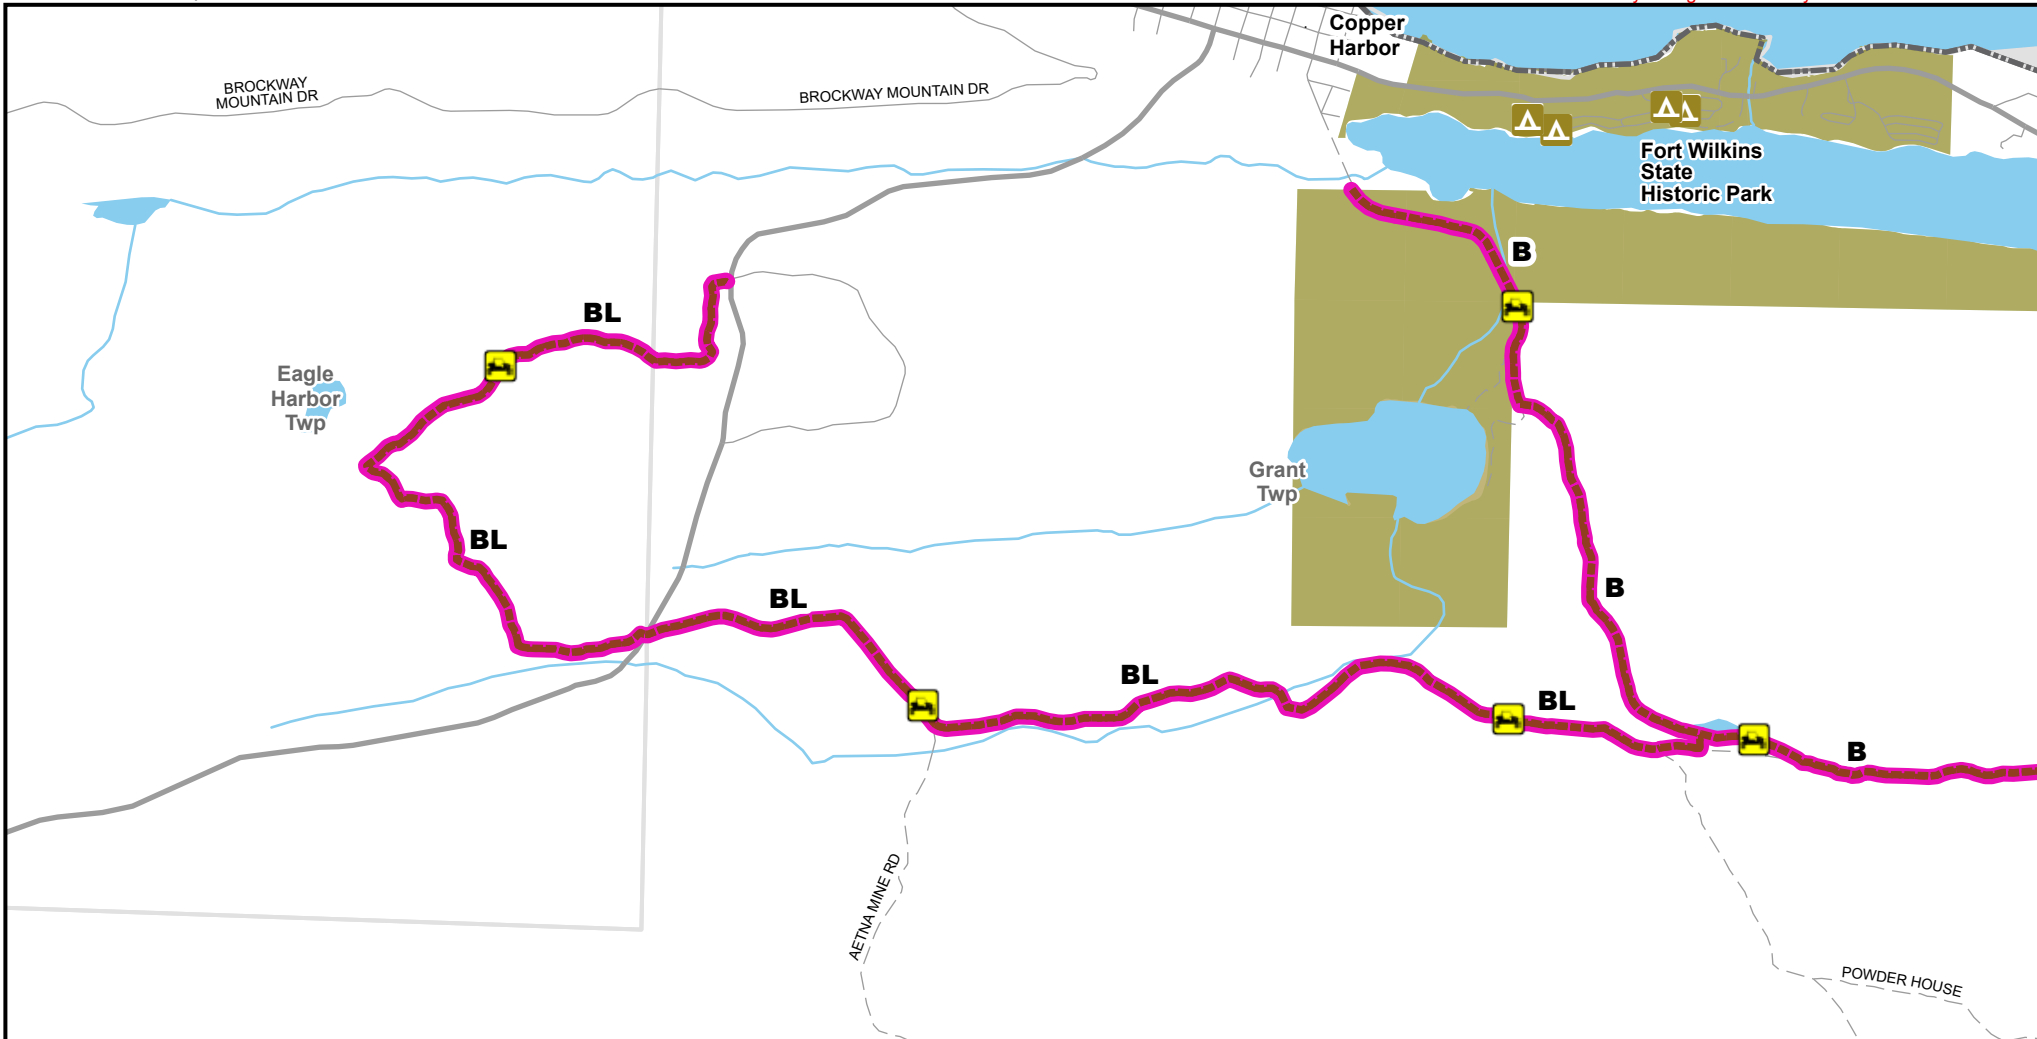 Copper
Harbor
BROCKWAY
MOUNTAIN DR
BROCKWAY MOUNTAIN DR
Fort Wilkins
State
Historic Park
B
BL
Eagle
Harbor
Twp
Grant
Twp
BL
B
BL
BL
BL
B
AETNA MINE RD
POWDER HOUSE